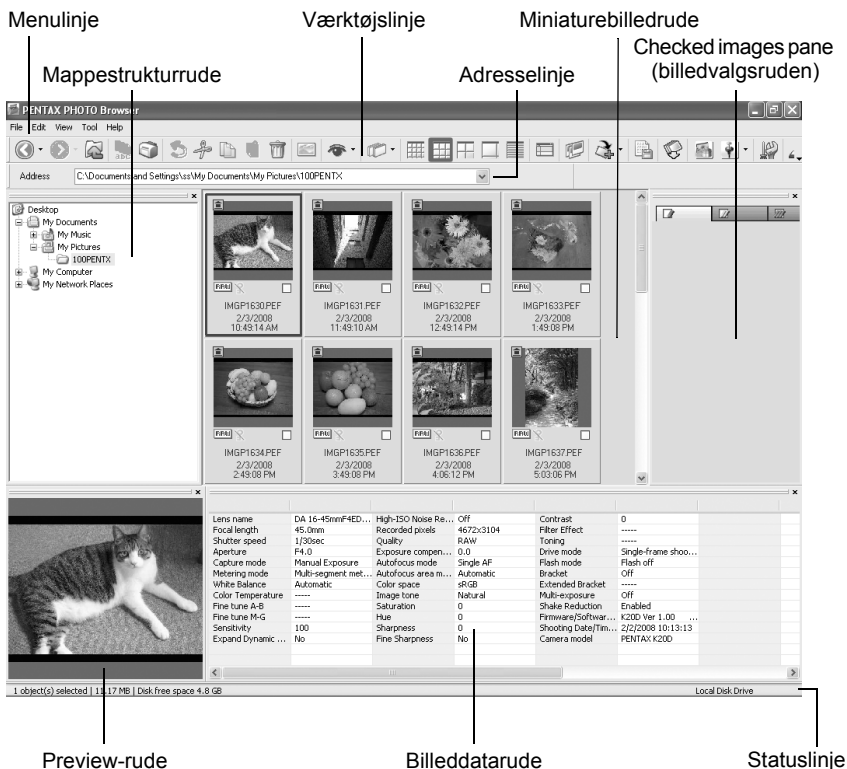 Menulinje
Værktøjslinje
Miniaturebilledrude
Mappestrukturrude
Adresselinje
Checked images pane
(billedvalgsruden)
PENTAX PHOTO Browser
File Edit View Tool Help
Address C:\Documents and Settings\ss\My Documents\My Pictures\100PENTX
Desktop
My Documents
My Music
My Pictures
100PENTX
My Computer
My Network Places
RAW RAW RAW RAW
IMGP1630.PEF IMGP1631.PEF IMGP1632.PEF IMGP1633.PEF
2/3/2008 2/3/2008 2/3/2008 2/3/2008
10:49:14 AM 11:49:10 AM 12:49:14 PM 1:49:08 PM
RAW RAW RAW RAW
IMGP1634.PEF IMGP1635.PEF IMGP1636.PEF IMGP1637.PEF
2/3/2008 2/3/2008 2/3/2008 2/3/2008
2:49:08 PM 3:49:08 PM 4:06:12 PM 5:03:06 PM
Lens name DA 16-45mmF4ED... High-ISO Noise Re... Off Contrast 0
Focal length 45.0mm Recorded pixels 4672x3104 Filter Effect -----
Shutter speed 1/30sec Quality RAW Toning -----
Aperture F4.0 Exposure compen... 0.0 Drive mode Single-frame shoo...
Capture mode Manual Exposure Autofocus mode Single AF Flash mode Flash off
Metering mode Multi-segment met... Autofocus area m... Automatic Bracket Off
White Balance Automatic Color space sRGB Extended Bracket -----
Color Temperature ----- Image tone Natural Multi-exposure Off
Fine tune A-B ----- Saturation 0 Shake Reduction Enabled
Fine tune M-G ----- Hue 0 Firmware/Softwar... K20D Ver 1.00 ...
Sensitivity 100 Sharpness 0 Shooting Date/Tim... 2/2/2008 10:13:13
Expand Dynamic ... No Fine Sharpness No Camera model PENTAX K20D
1 object(s) selected | 11.17 MB | Disk free space 4.8 GB Local Disk Drive
Preview-rude
Billeddatarude
Statuslinje